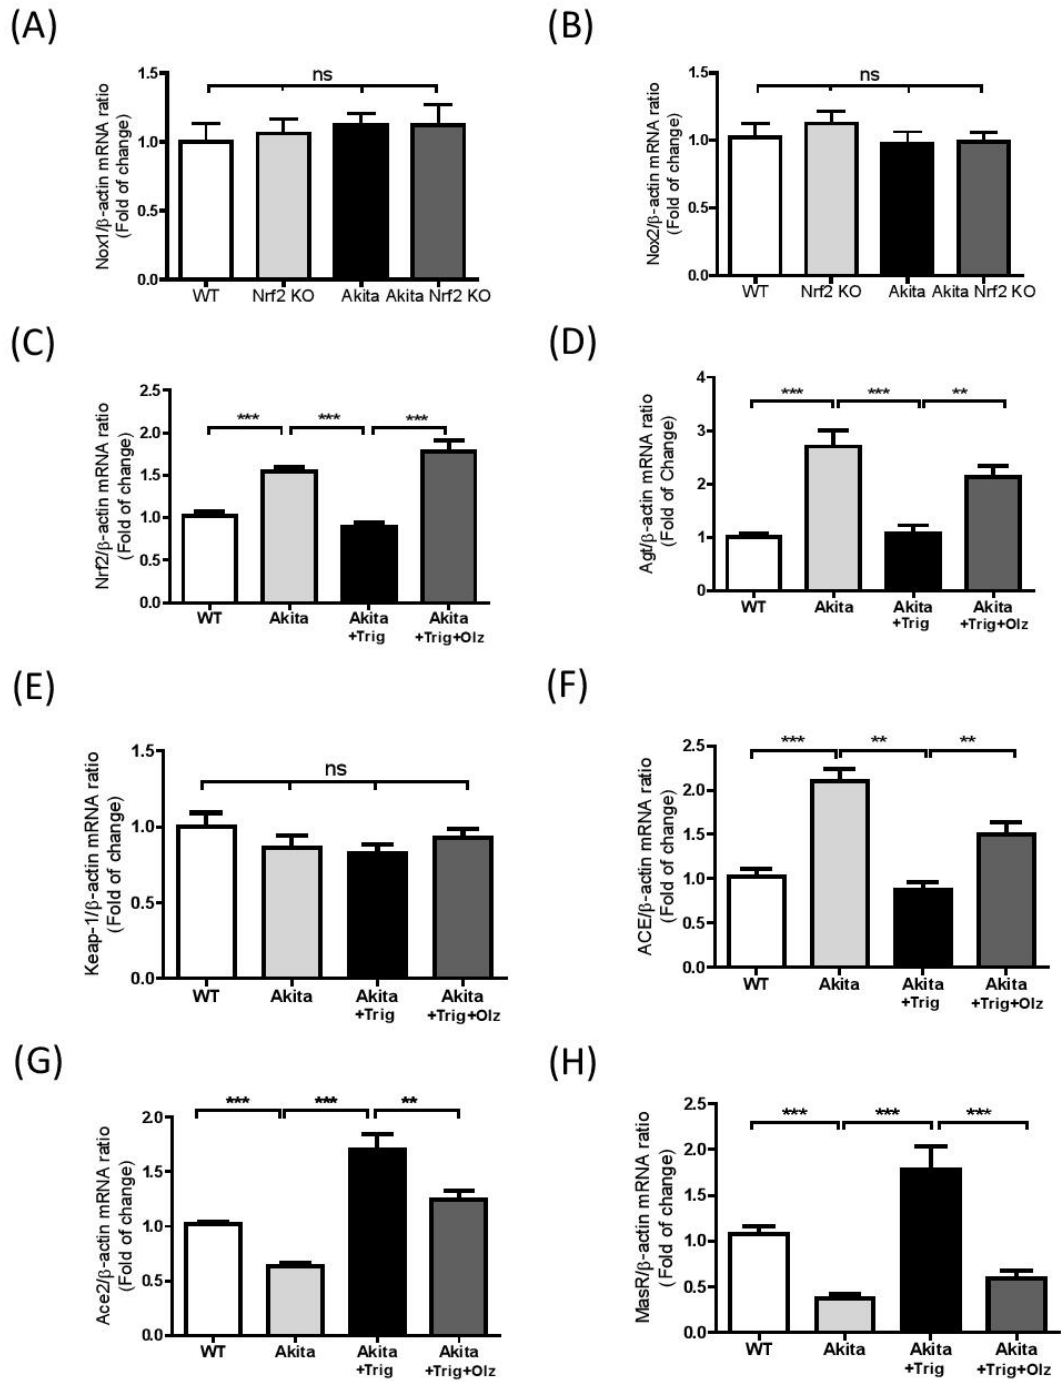 (A)
Nox1/β-actin mRNA ratio
(Fold of change)
1.5
1.0
0.5
0.0
ns
WT Nrf2 KO Akita Akita Nrf2 KO
(B)
Nox2/β-actin mRNA ratio
(Fold of change)
1.5
1.0
0.5
0.0
ns
WT Nrf2 KO Akita Akita Nrf2 KO
(C)
Nrf2/β-actin mRNA ratio
(Fold of change)
2.5
2.0
1.5
1.0
0.5
0.0
*** *** ***
WT Akita Akita Akita
+Trig +Trig+Olz
(D)
Agt/β-actin mRNA ratio
(Fold of Change)
4
3
2
1
0
*** *** **
WT Akita Akita Akita
+Trig +Trig+Olz
(E)
Keap-1/β-actin mRNA ratio
(Fold of change)
1.5
1.0
0.5
0.0
ns
WT Akita Akita Akita
+Trig +Trig+Olz
(F)
ACE/β-actin mRNA ratio
(Fold of change)
2.5
2.0
1.5
1.0
0.5
0.0
*** ** **
WT Akita Akita Akita
+Trig +Trig+Olz
(G)
Ace2/β-actin mRNA ratio
(Fold of change)
2.0
1.5
1.0
0.5
0.0
*** *** **
WT Akita Akita Akita
+Trig +Trig+Olz
(H)
MasR/β-actin mRNA ratio
(Fold of change)
2.5
2.0
1.5
1.0
0.5
0.0
*** *** ***
WT Akita Akita Akita
+Trig +Trig+Olz